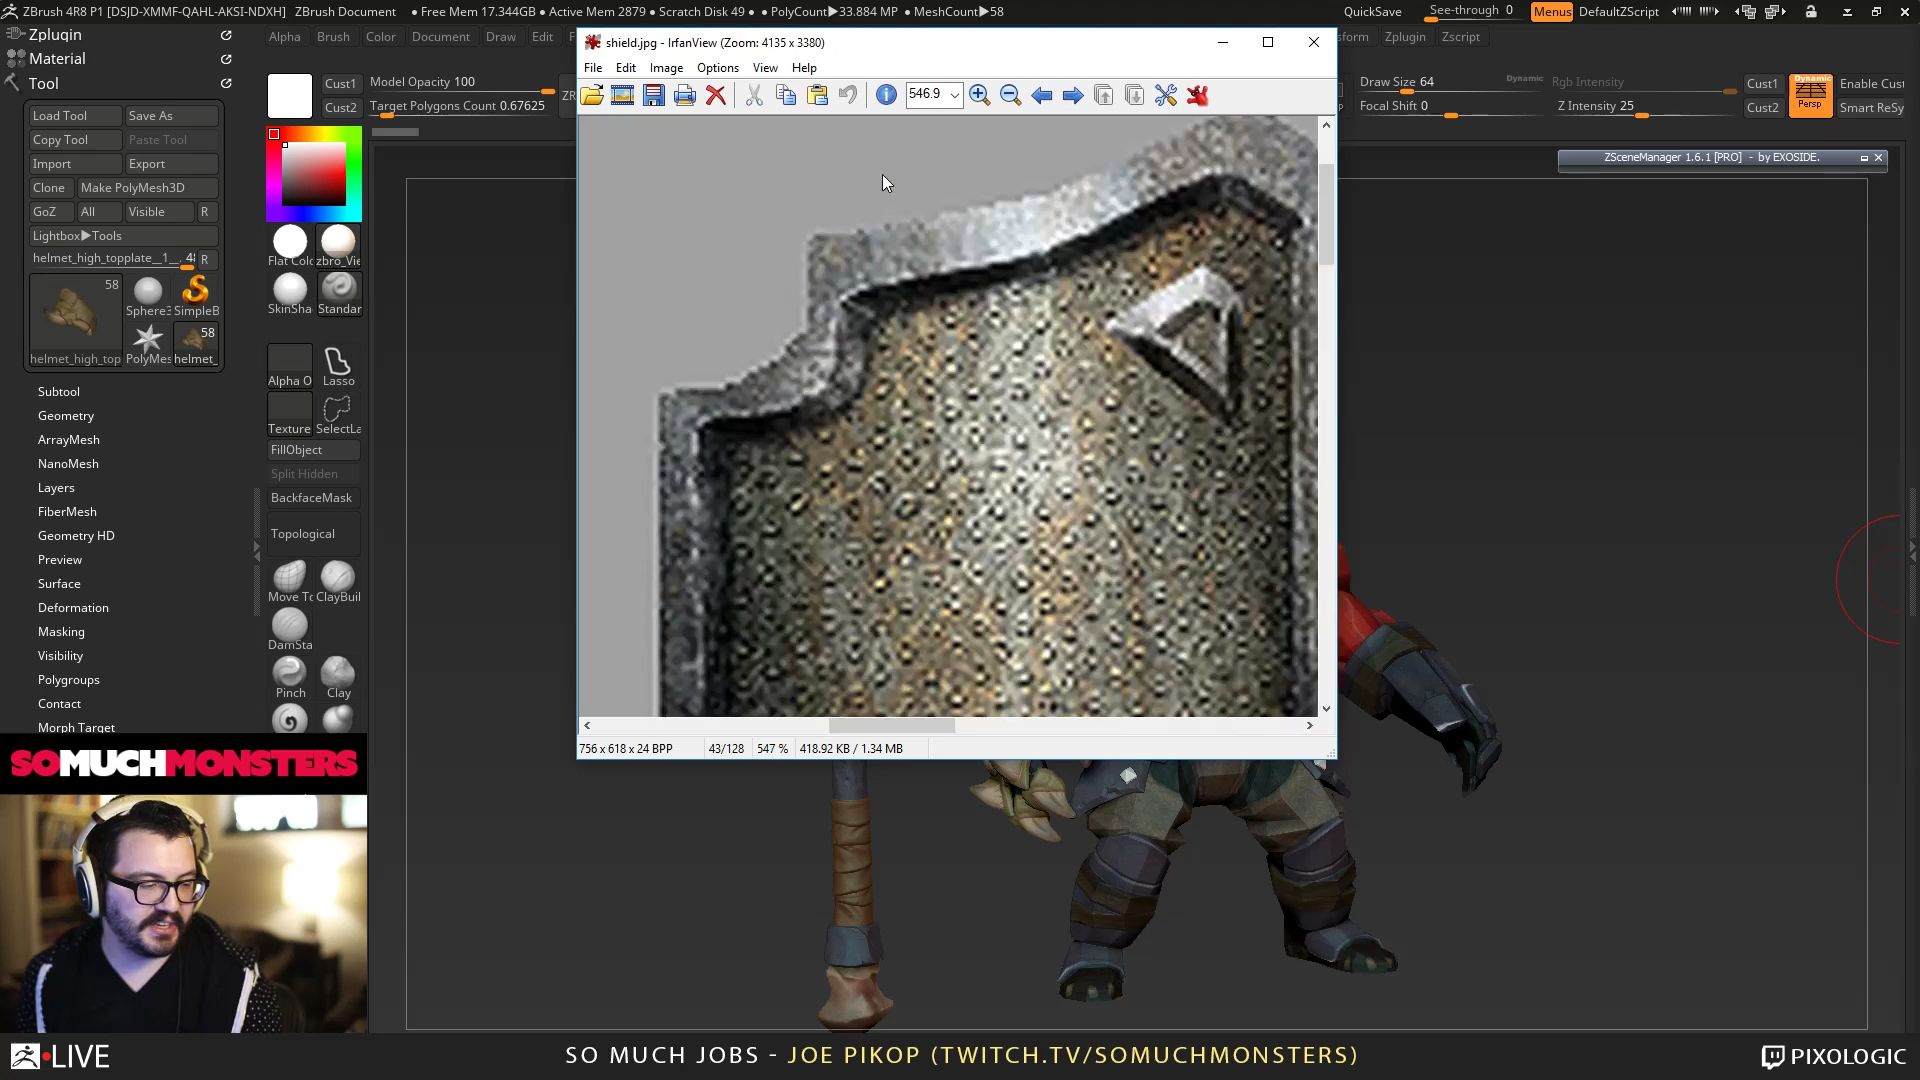 ZBrush 4R8 P1 [DSJD-XMMF-QAHL-AKSI-NDXH] ZBrush Document • Free Mem 17.344GB • Active Mem 2879 • Scratch Disk 49 • PolyCount▶33.884 MP • MeshCount▶58 QuickSave See-through 0 Menus DefaultZScript
Zplugin
Material
Tool
Load Tool Save As
Copy Tool Paste Tool
Import Export
Clone Make PolyMesh3D
GoZ All Visible R
Lightbox▶Tools
helmet_high_topplate__1__. 48 R
58
Sphere3 SimpleB
58
helmet_high_top PolyMes helmet_
Subtool
Geometry
ArrayMesh
NanoMesh
Layers
FiberMesh
Geometry HD
Preview
Surface
Deformation
Masking
Visibility
Polygroups
Contact
Morph Target
Alpha Brush Color Document Draw Edit
Cust1 Model Opacity 100
Cust2 Target Polygons Count 0.67625
ZR
Flat Colo zbro_Vie
SkinSha Standar
Alpha O Lasso
Texture SelectLa
FillObject
Split Hidden
BackfaceMask
Topological
Move To ClayBuil
DamSta
Pinch Clay
shield.jpg - IrfanView (Zoom: 4135 x 3380)
File Edit Image Options View Help
546.9
756 x 618 x 24 BPP 43/128 547 % 418.92 KB / 1.34 MB
sform Zplugin Zscript
Draw Size 64 Dynamic Rgb Intensity Cust1 Dynamic Enable Cust
Focal Shift 0 Z Intensity 25 Cust2 Persp Smart ReSy
ZSceneManager 1.6.1 [PRO] - by EXOSIDE.
SOMUCHMONSTERS
LIVE
SO MUCH JOBS - JOE PIKOP (TWITCH.TV/SOMUCHMONSTERS)
PIXOLOGIC